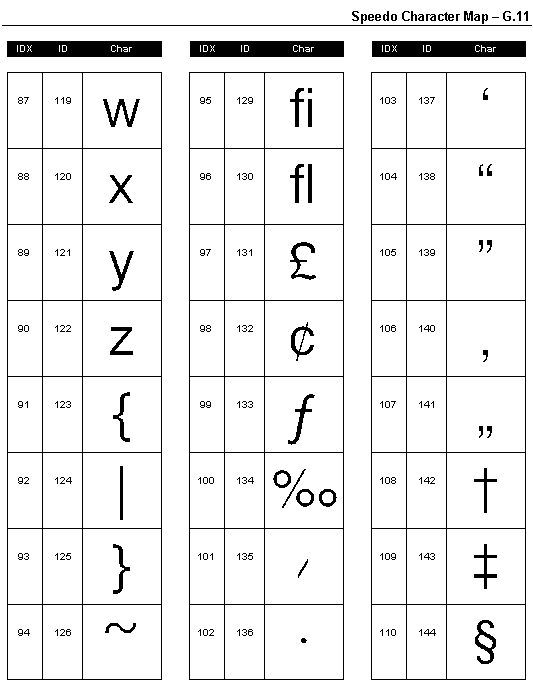 Speedo Character Map – G.11
IDX ID Char
87 119 w
88 120 x
89 121 y
90 122 z
91 123 {
92 124 |
93 125 }
94 126 ~
IDX ID Char
95 129 fi
96 130 fl
97 131 £
98 132 ¢
99 133 ƒ
100 134 ‰
101 135 ⁄
102 136 ·
IDX ID Char
103 137 ‘
104 138 “
105 139 ”
106 140 ‚
107 141 „
108 142 †
109 143 ‡
110 144 §